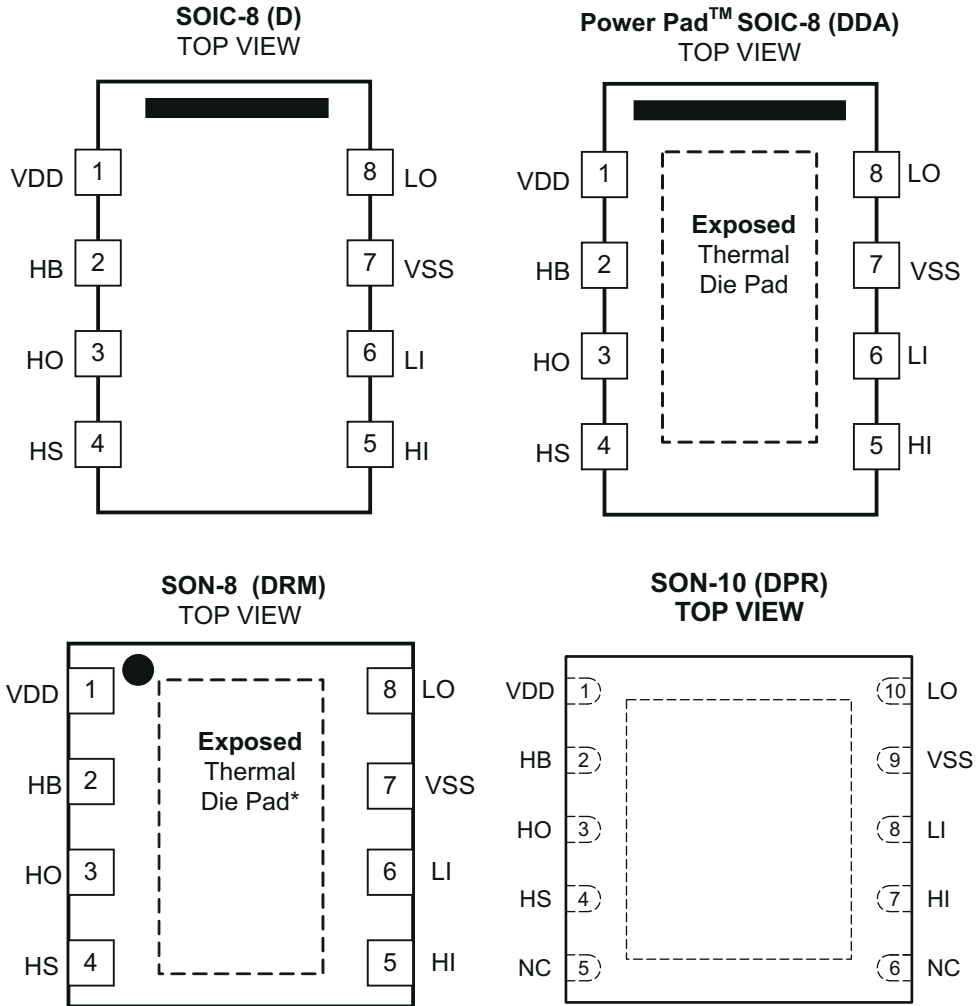 SOIC-8 (D)
TOP VIEW
VDD 1 8 LO
HB 2 7 VSS
HO 3 6 LI
HS 4 5 HI
Power Pad™ SOIC-8 (DDA)
TOP VIEW
Exposed
Thermal
Die Pad
VDD 1 8 LO
HB 2 7 VSS
HO 3 6 LI
HS 4 5 HI
SON-8 (DRM)
TOP VIEW
Exposed
Thermal
Die Pad*
VDD 1 8 LO
HB 2 7 VSS
HO 3 6 LI
HS 4 5 HI
SON-10 (DPR)
TOP VIEW
VDD 1 10 LO
HB 2 9 VSS
HO 3 8 LI
HS 4 7 HI
NC 5 6 NC